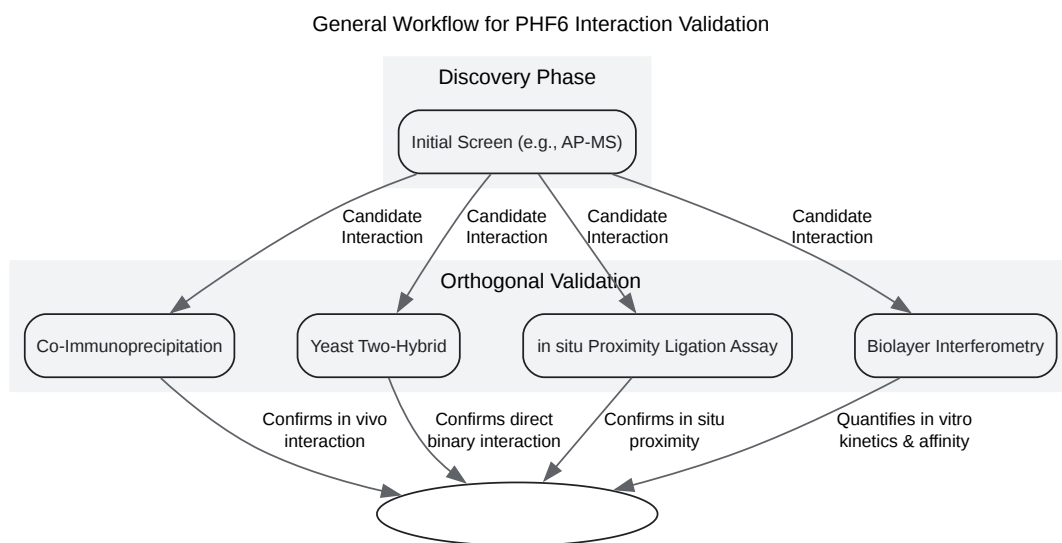 General Workflow for PHF6 Interaction Validation
Discovery Phase
Initial Screen (e.g., AP-MS)
Candidate
Interaction
Candidate
Interaction
Candidate
Interaction
Candidate
Interaction
Orthogonal Validation
Co-Immunoprecipitation
Yeast Two-Hybrid
in situ Proximity Ligation Assay
Biolayer Interferometry
Confirms in vivo
interaction
Confirms direct
binary interaction
Confirms in situ
proximity
Quantifies in vitro
kinetics & affinity